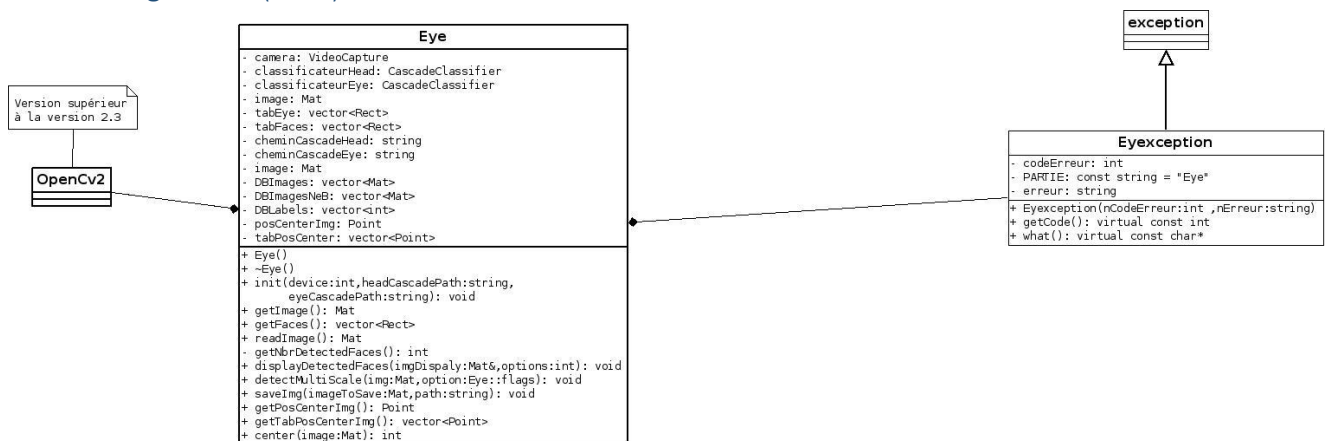 Version supérieur
à la version 2.3
OpenCv2
Eye
- camera: VideoCapture
- classificateurHead: CascadeClassifier
- classificateurEye: CascadeClassifier
- image: Mat
- tabEye: vector<Rect>
- tabFaces: vector<Rect>
- cheminCascadeHead: string
- cheminCascadeEye: string
- image: Mat
- DBImages: vector<Mat>
- DBImagesNeB: vector<Mat>
- DBLabels: vector<int>
- posCenterImg: Point
- tabPosCenter: vector<Point>
+ Eye()
+ ~Eye()
+ init(device:int,headCascadePath:string,
eyeCascadePath:string): void
+ getImage(): Mat
+ getFaces(): vector<Rect>
+ readImage(): Mat
- getNbrDetectedFaces(): int
+ displayDetectedFaces(imgDispaly:Mat&,options:int): void
+ detectMultiScale(img:Mat,option:Eye::flags): void
+ saveImg(imageToSave:Mat,path:string): void
+ getPosCenterImg(): Point
+ getTabPosCenterImg(): vector<Point>
+ center(image:Mat): int
exception
Eyexception
- codeErreur: int
- PARTIE: const string = "Eye"
- erreur: string
+ Eyexception(nCodeErreur:int ,nErreur:string)
+ getCode(): virtual const int
+ what(): virtual const char*